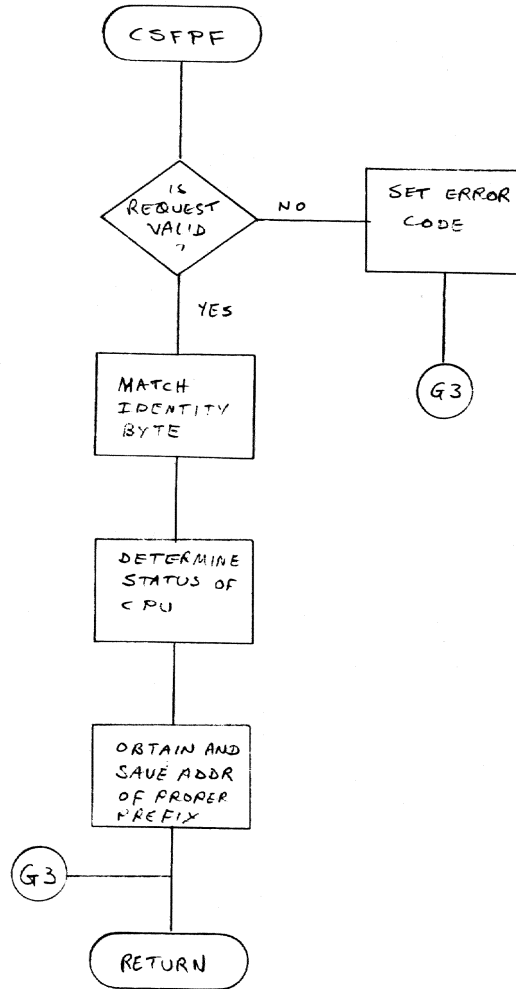 CSFPF
IS
REQUEST
VALID
?
NO
SET ERROR
CODE
G3
YES
MATCH
IDENTITY
BYTE
DETERMINE
STATUS OF
CPU
OBTAIN AND
SAVE ADDR
OF PROPER
PREFIX
G3
RETURN